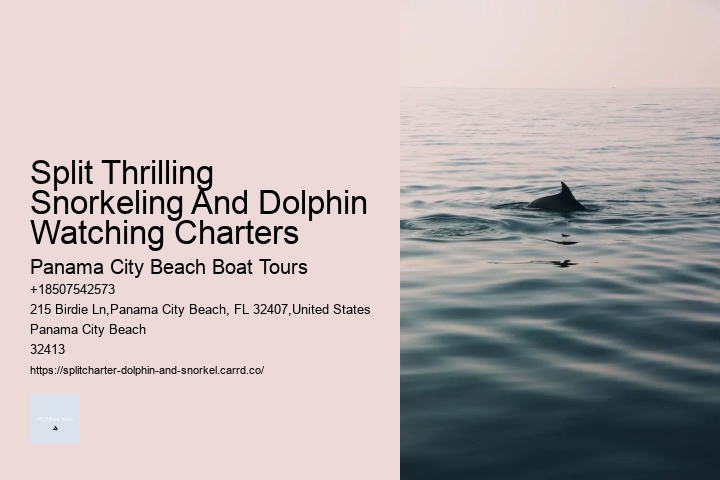 Split Thrilling
Snorkeling And Dolphin
Watching Charters
Panama City Beach Boat Tours
+18507542573
215 Birdie Ln,Panama City Beach, FL 32407,United States
Panama City Beach
32413
https://splitcharter-dolphin-and-snorkel.carrd.co/